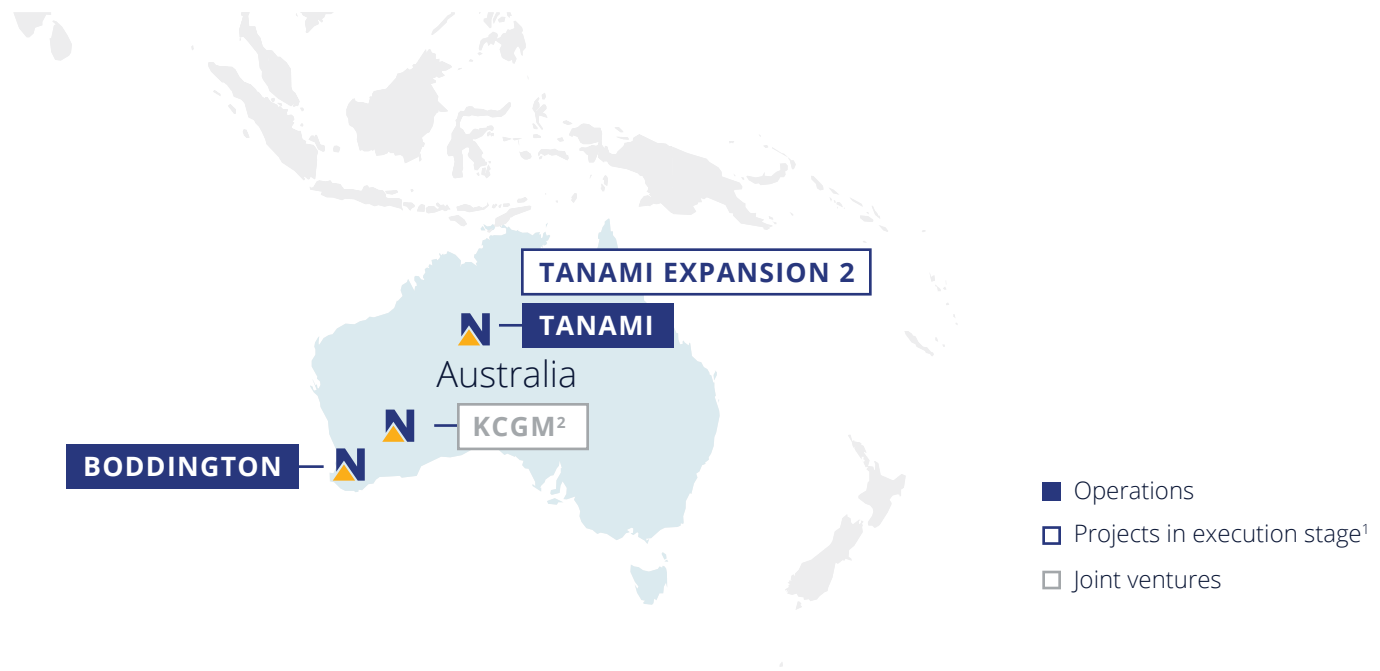 TANAMI EXPANSION 2
TANAMI
Australia
KCGM²
BODDINGTON
Operations
Projects in execution stage¹
Joint ventures